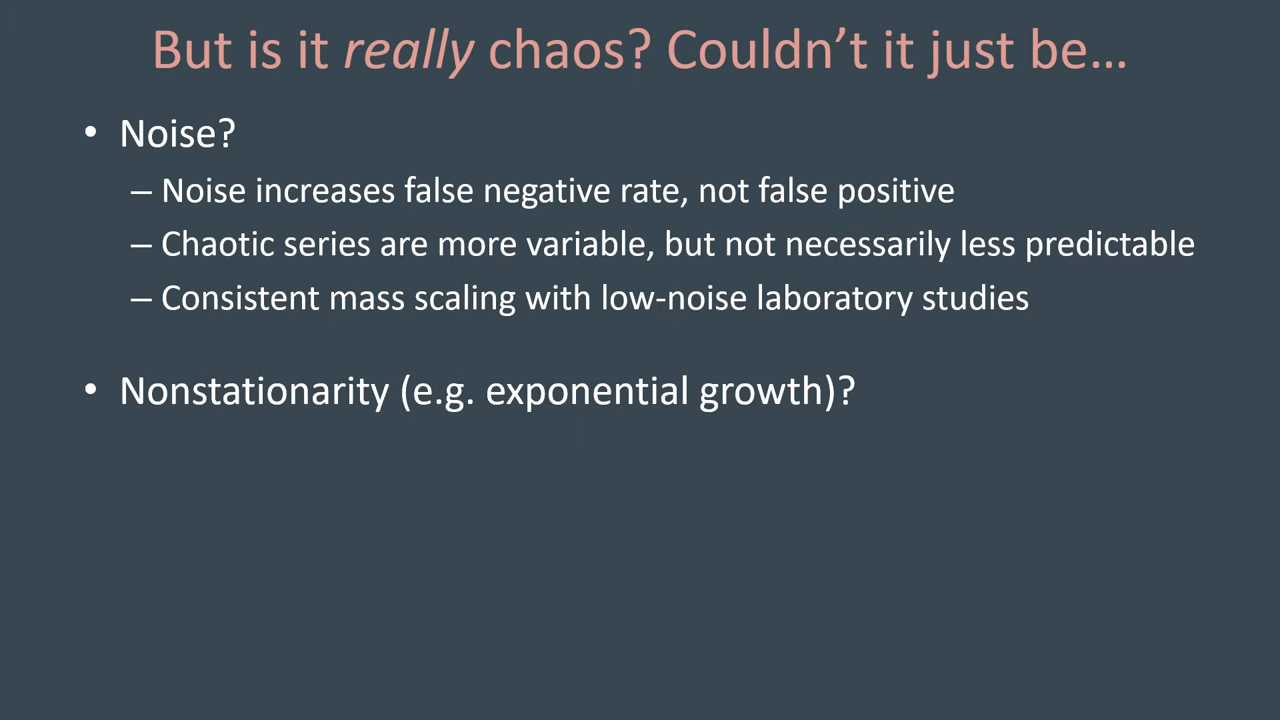 But is it really chaos? Couldn’t it just be…
• Noise?
– Noise increases false negative rate, not false positive
– Chaotic series are more variable, but not necessarily less predictable
– Consistent mass scaling with low-noise laboratory studies
• Nonstationarity (e.g. exponential growth)?